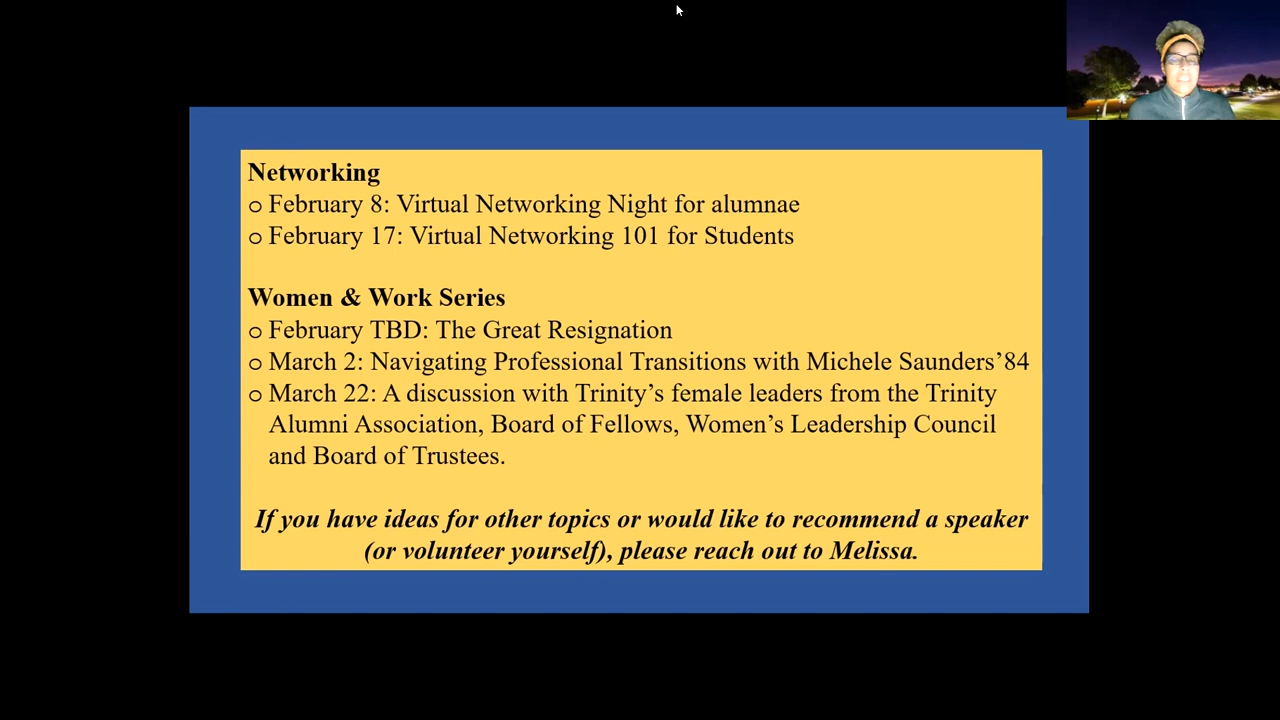 Networking
o February 8: Virtual Networking Night for alumnae
o February 17: Virtual Networking 101 for Students
Women & Work Series
o February TBD: The Great Resignation
o March 2: Navigating Professional Transitions with Michele Saunders’84
o March 22: A discussion with Trinity’s female leaders from the Trinity
Alumni Association, Board of Fellows, Women’s Leadership Council
and Board of Trustees.
If you have ideas for other topics or would like to recommend a speaker
(or volunteer yourself), please reach out to Melissa.